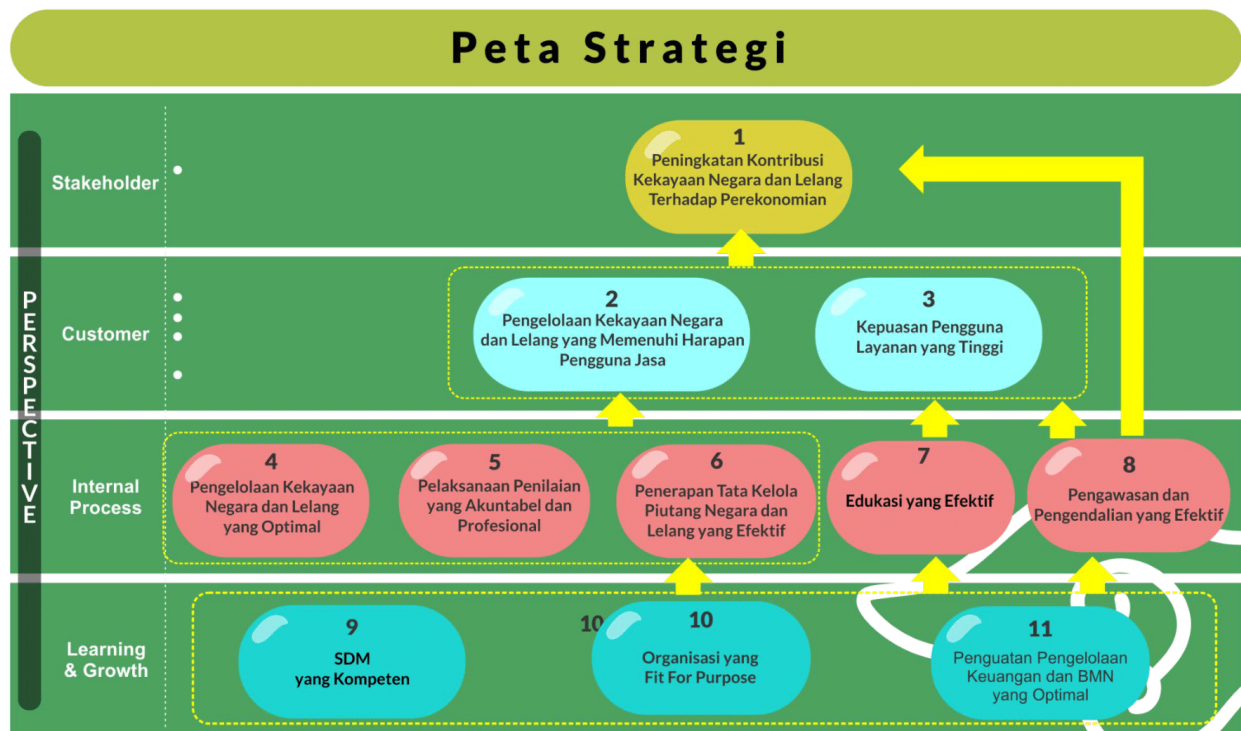 Peta Strategi
PERSPECTIVE
Stakeholder
1
Peningkatan Kontribusi
Kekayaan Negara dan Lelang
Terhadap Perekonomian
Customer
2
Pengelolaan Kekayaan Negara
dan Lelang yang Memenuhi Harapan
Pengguna Jasa
3
Kepuasan Pengguna
Layanan yang Tinggi
Internal
Process
4
Pengelolaan Kekayaan
Negara dan Lelang
yang Optimal
5
Pelaksanaan Penilaian
yang Akuntabel dan
Profesional
6
Penerapan Tata Kelola
Piutang Negara dan
Lelang yang Efektif
7
Edukasi yang Efektif
8
Pengawasan dan
Pengendalian yang Efektif
Learning
& Growth
9
SDM
yang Kompeten
10
10
Organisasi yang
Fit For Purpose
11
Penguatan Pengelolaan
Keuangan dan BMN
yang Optimal